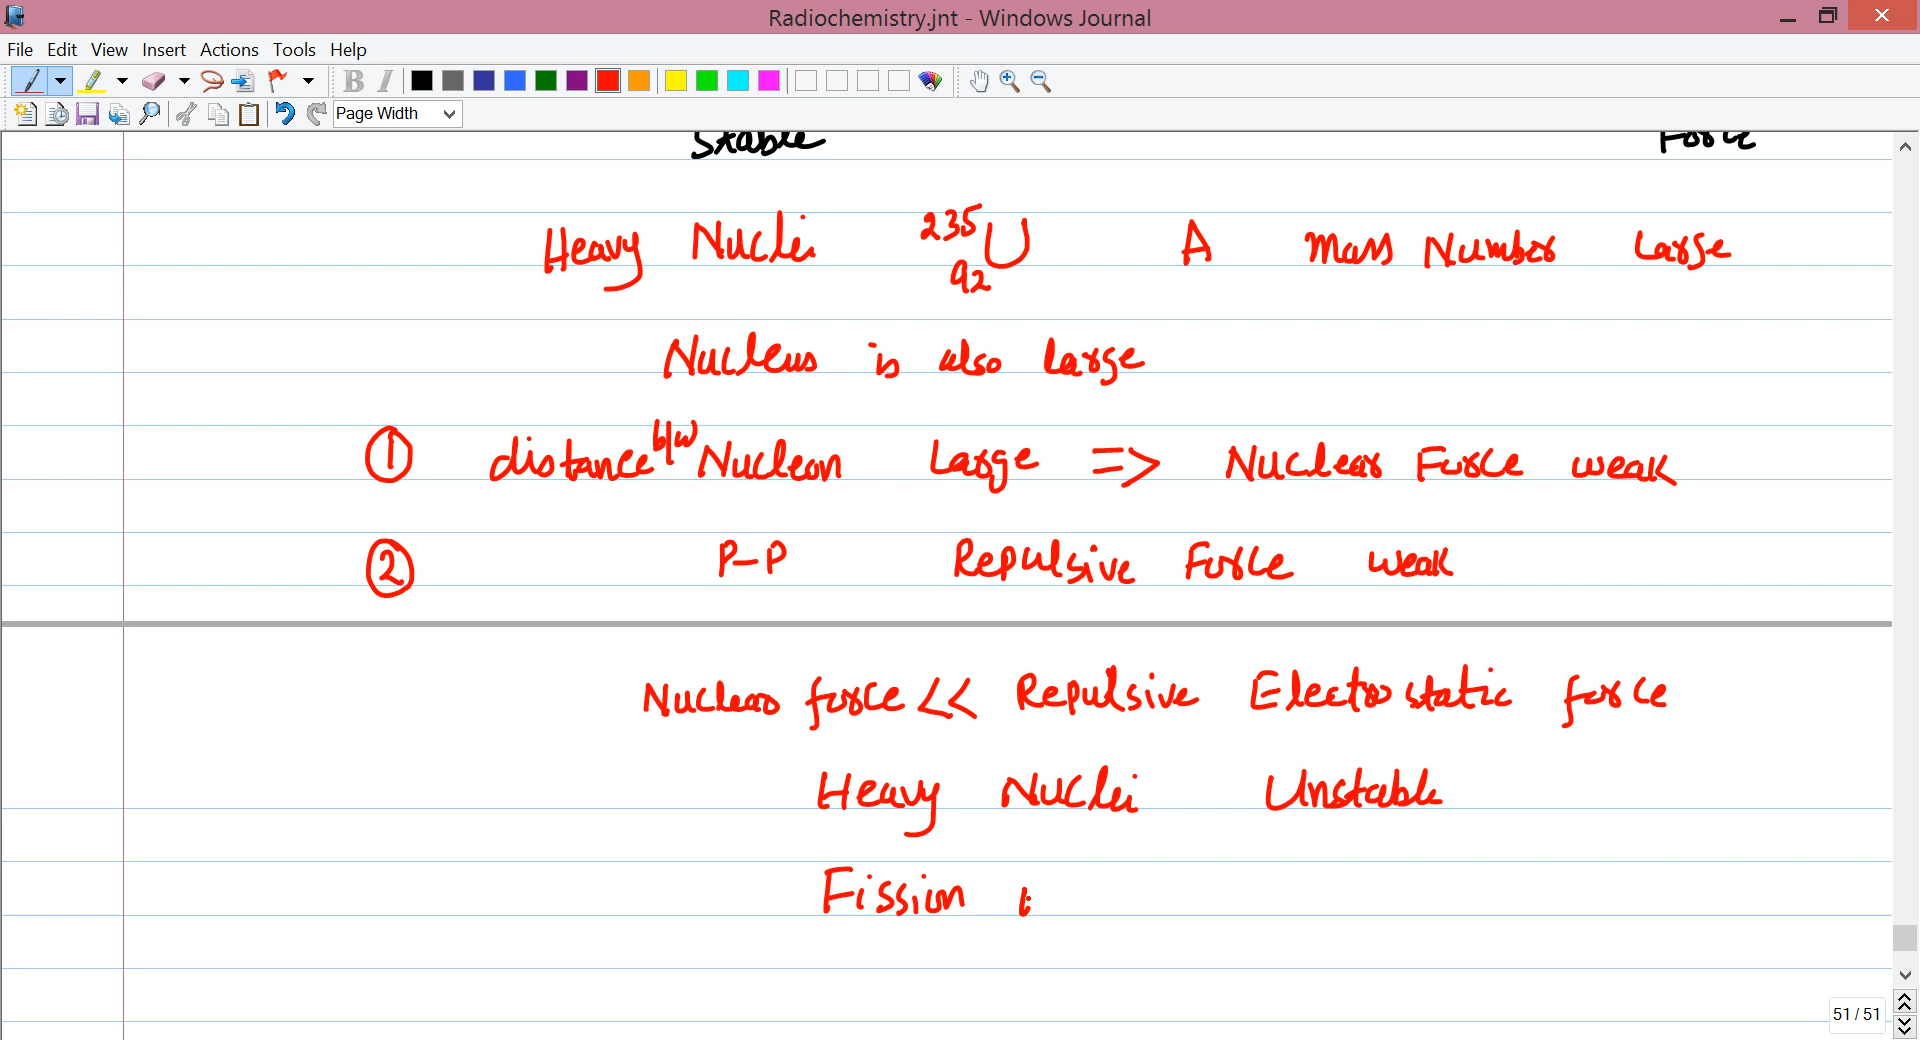 Radiochemistry.jnt - Windows Journal
File Edit View Insert Actions Tools Help
B I
Page Width
Stable Force
Heavy Nuclei 235 92 U A Mass Number Large
Nucleus is also Large
1 distance b/w Nucleon Large => Nuclear Force weak
2 P-P Repulsive Force weak
Nuclear force << Repulsive Electrostatic force
Heavy Nuclei Unstable
Fission
51 / 51